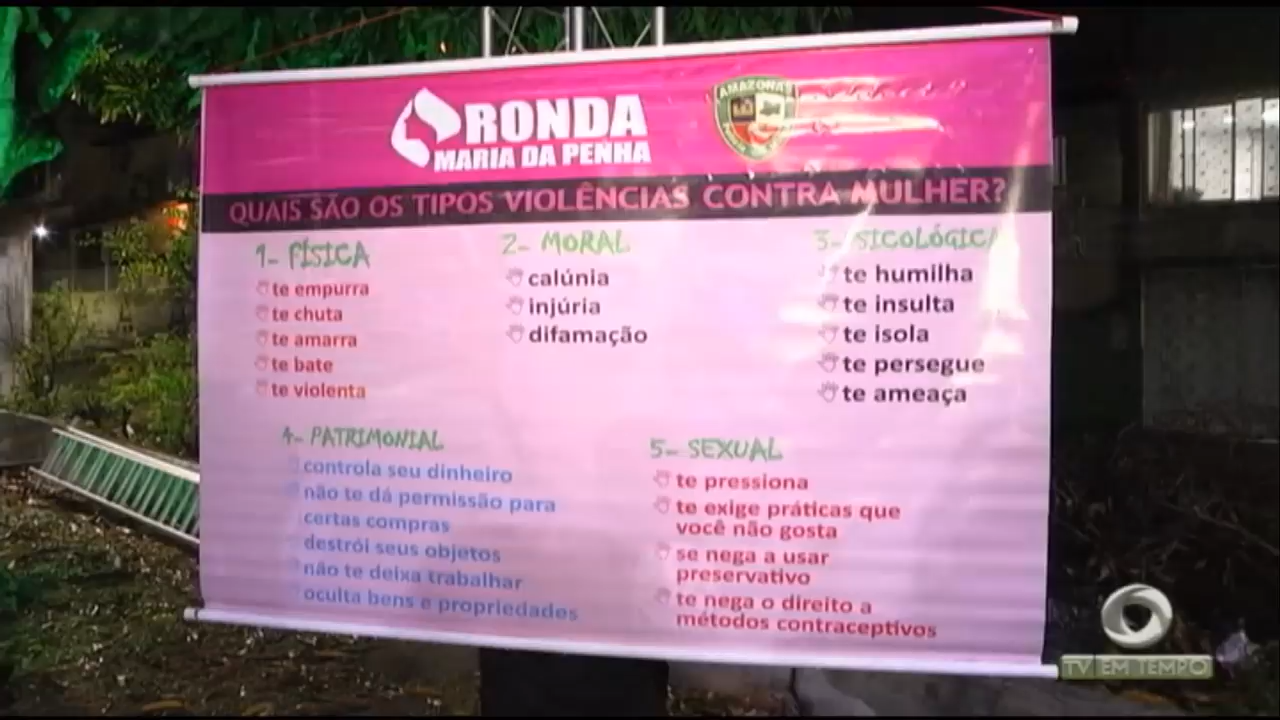 RONDA
MARIA DA PENHA
AMAZONAS
QUAIS SÃO OS TIPOS VIOLÊNCIAS CONTRA MULHER?
1- FÍSICA
te empurra
te chuta
te amarra
te bate
te violenta
2- MORAL
calúnia
injúria
difamação
3- SICOLÓGICA
te humilha
te insulta
te isola
te persegue
te ameaça
4- PATRIMONIAL
controla seu dinheiro
não te dá permissão para
certas compras
destrói seus objetos
não te deixa trabalhar
oculta bens e propriedades
5- SEXUAL
te pressiona
te exige práticas que
você não gosta
se nega a usar
preservativo
te nega o direito a
métodos contraceptivos
TV EM TEMPO